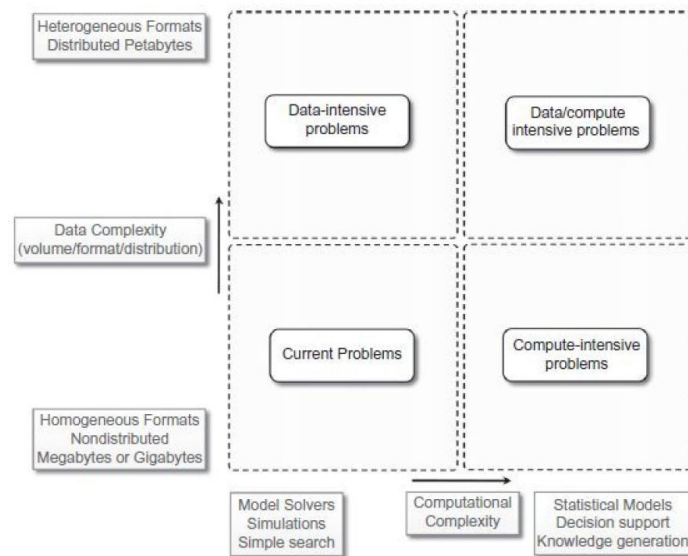 Heterogeneous Formats
Distributed Petabytes
Data-intensive
problems
Data/compute
intensive problems
Data Complexity
(volume/format/distribution)
Current Problems
Compute-intensive
problems
Homogeneous Formats
Nondistributed
Megabytes or Gigabytes
Model Solvers
Simulations
Simple search
Computational
Complexity
Statistical Models
Decision support
Knowledge generation